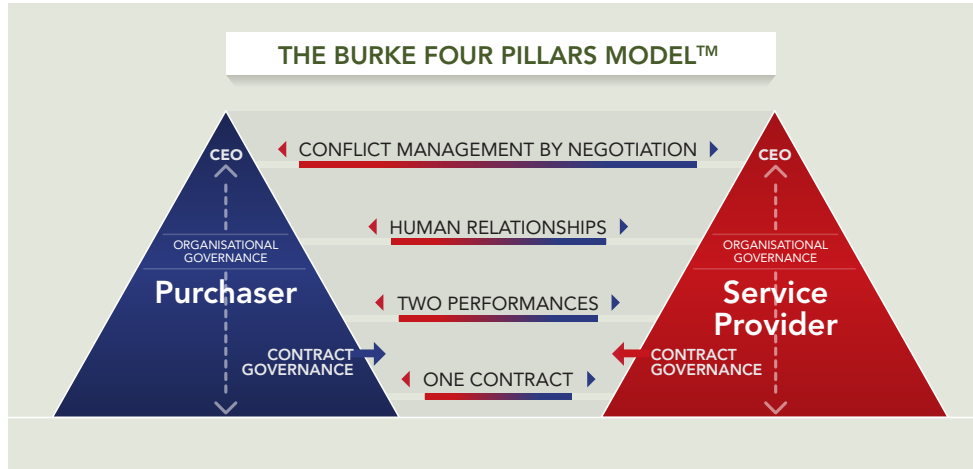 THE BURKE FOUR PILLARS MODEL™
CEO
CONFLICT MANAGEMENT BY NEGOTIATION
CEO
HUMAN RELATIONSHIPS
ORGANISATIONAL
GOVERNANCE
ORGANISATIONAL
GOVERNANCE
Purchaser
TWO PERFORMANCES
Service
Provider
CONTRACT
GOVERNANCE
CONTRACT
GOVERNANCE
ONE CONTRACT